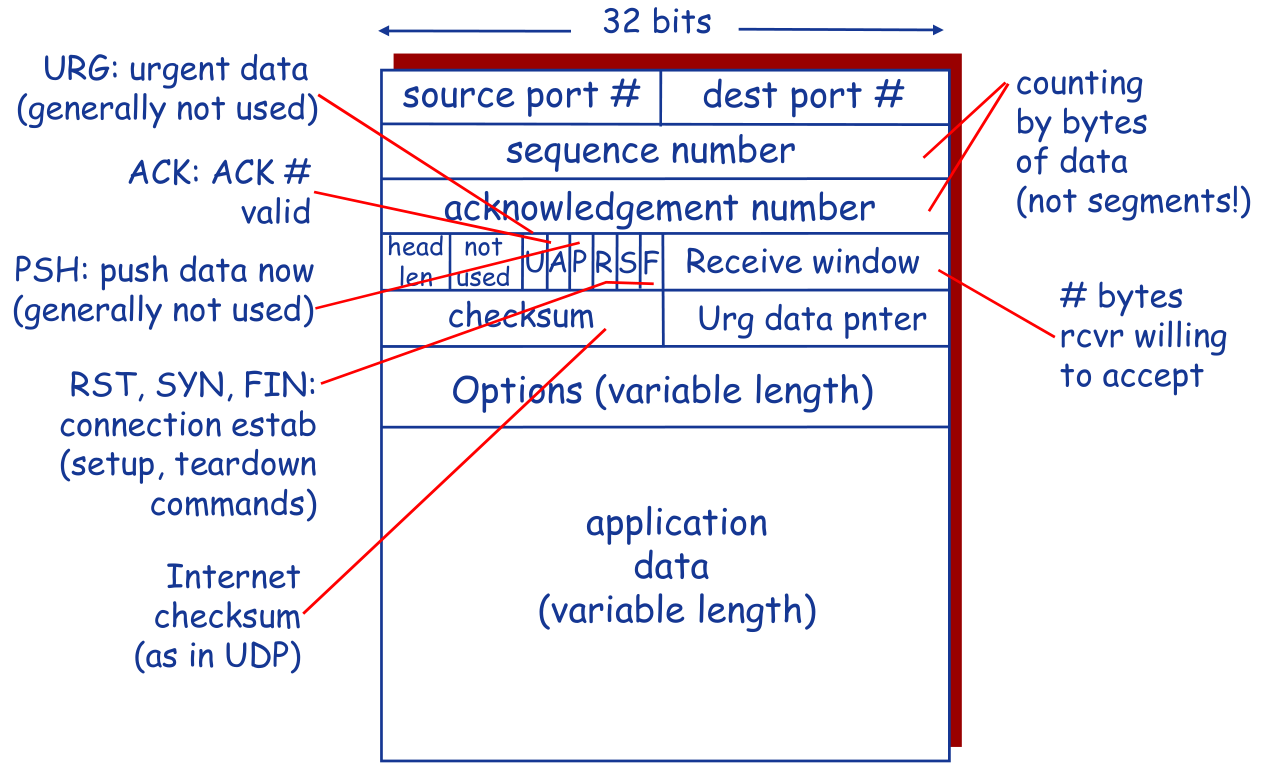 32 bits
URG: urgent data
(generally not used)
ACK: ACK #
valid
PSH: push data now
(generally not used)
RST, SYN, FIN:
connection estab
(setup, teardown
commands)
Internet
checksum
(as in UDP)
source port #
dest port #
sequence number
acknowledgement number
head
len
not
used
U
A
P
R
S
F
Receive window
checksum
Urg data pnter
Options (variable length)
application
data
(variable length)
counting
by bytes
of data
(not segments!)
# bytes
rcvr willing
to accept